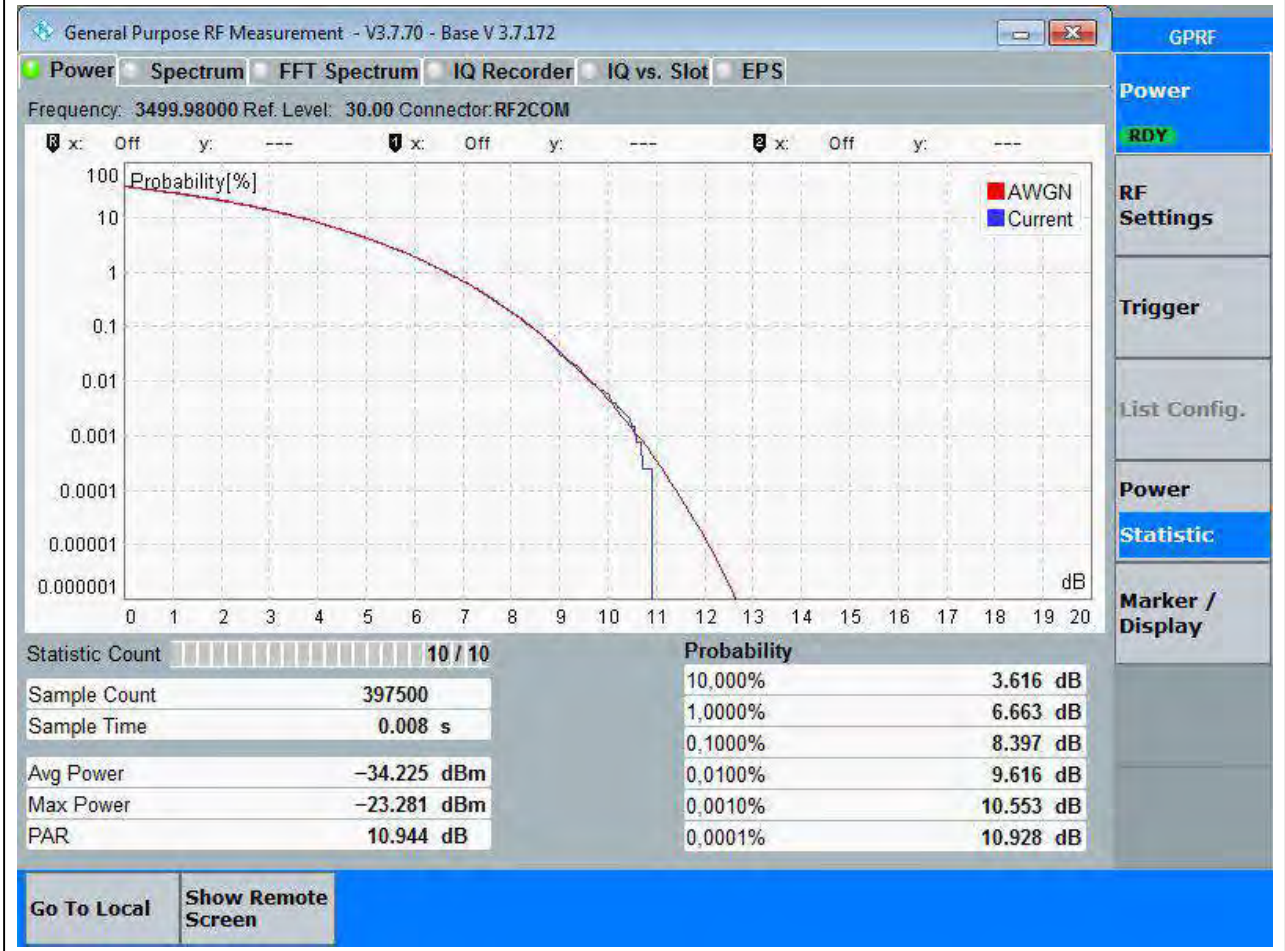 General Purpose RF Measurement - V3.7.70 - Base V 3.7.172
GPRF
Power Spectrum FFT Spectrum IQ Recorder IQ vs. Slot EPS
Frequency: 3499.98000 Ref. Level: 30.00 Connector:RF2COM
R x: Off y: --- 1 x: Off y: --- 2 x: Off y: ---
Probability[%]
AWGN
Current
100
10
1
0.1
0.01
0.001
0.0001
0.00001
0.000001
dB
0 1 2 3 4 5 6 7 8 9 10 11 12 13 14 15 16 17 18 19 20
Statistic Count 10 / 10
Sample Count 397500
Sample Time 0.008 s
Avg Power −34.225 dBm
Max Power −23.281 dBm
PAR 10.944 dB
Probability
10,000% 3.616 dB
1,0000% 6.663 dB
0,1000% 8.397 dB
0,0100% 9.616 dB
0,0010% 10.553 dB
0,0001% 10.928 dB
Power
RDY
RF
Settings
Trigger
List Config.
Power
Statistic
Marker /
Display
Go To Local
Show Remote
Screen